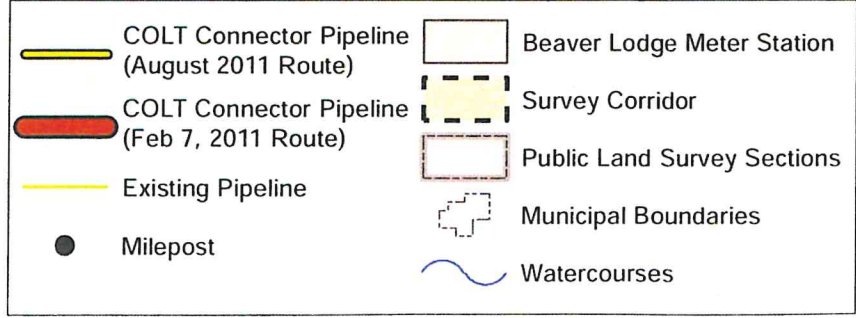 COLT Connector Pipeline
(August 2011 Route)
COLT Connector Pipeline
(Feb 7, 2011 Route)
Existing Pipeline
Milepost
Beaver Lodge Meter Station
Survey Corridor
Public Land Survey Sections
Municipal Boundaries
Watercourses